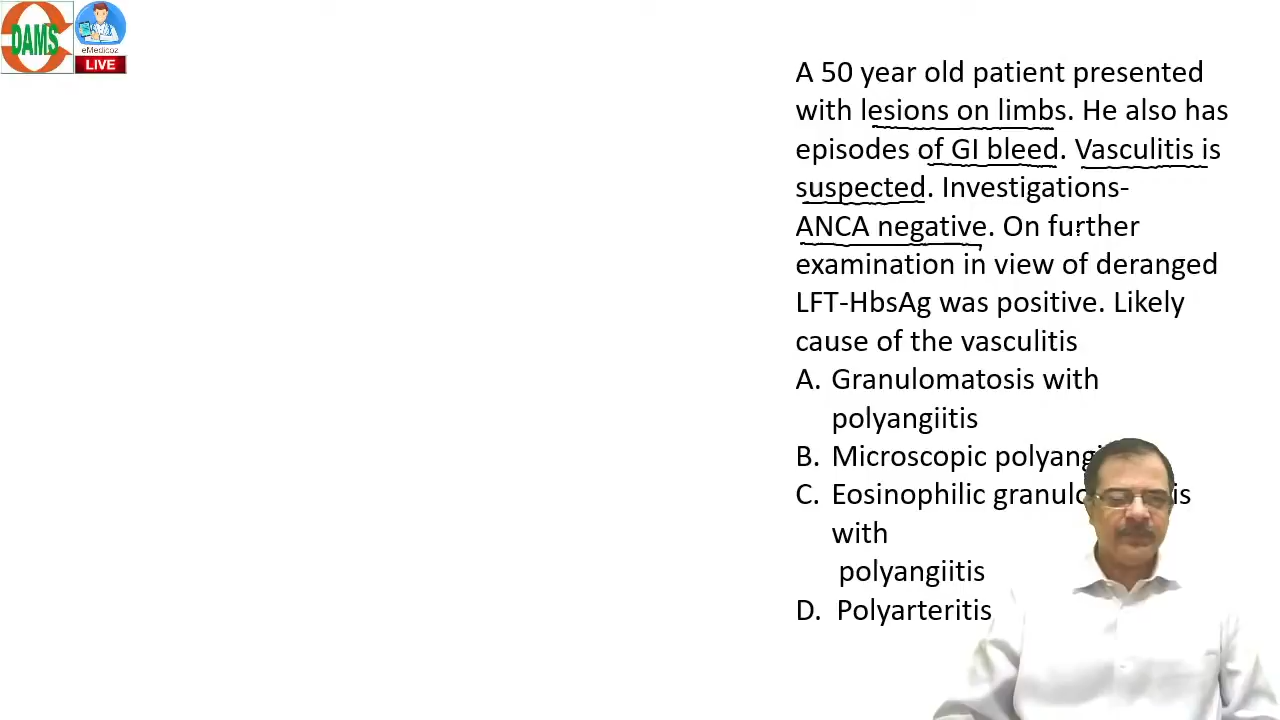 DAMS
eMedicoz
LIVE
A 50 year old patient presented
with lesions on limbs. He also has
episodes of GI bleed. Vasculitis is
suspected. Investigations-
ANCA negative. On further
examination in view of deranged
LFT-HbsAg was positive. Likely
cause of the vasculitis
A. Granulomatosis with
polyangiitis
B. Microscopic
C. Eosinophilic
with
polyangiitis
D. Polyarteritis